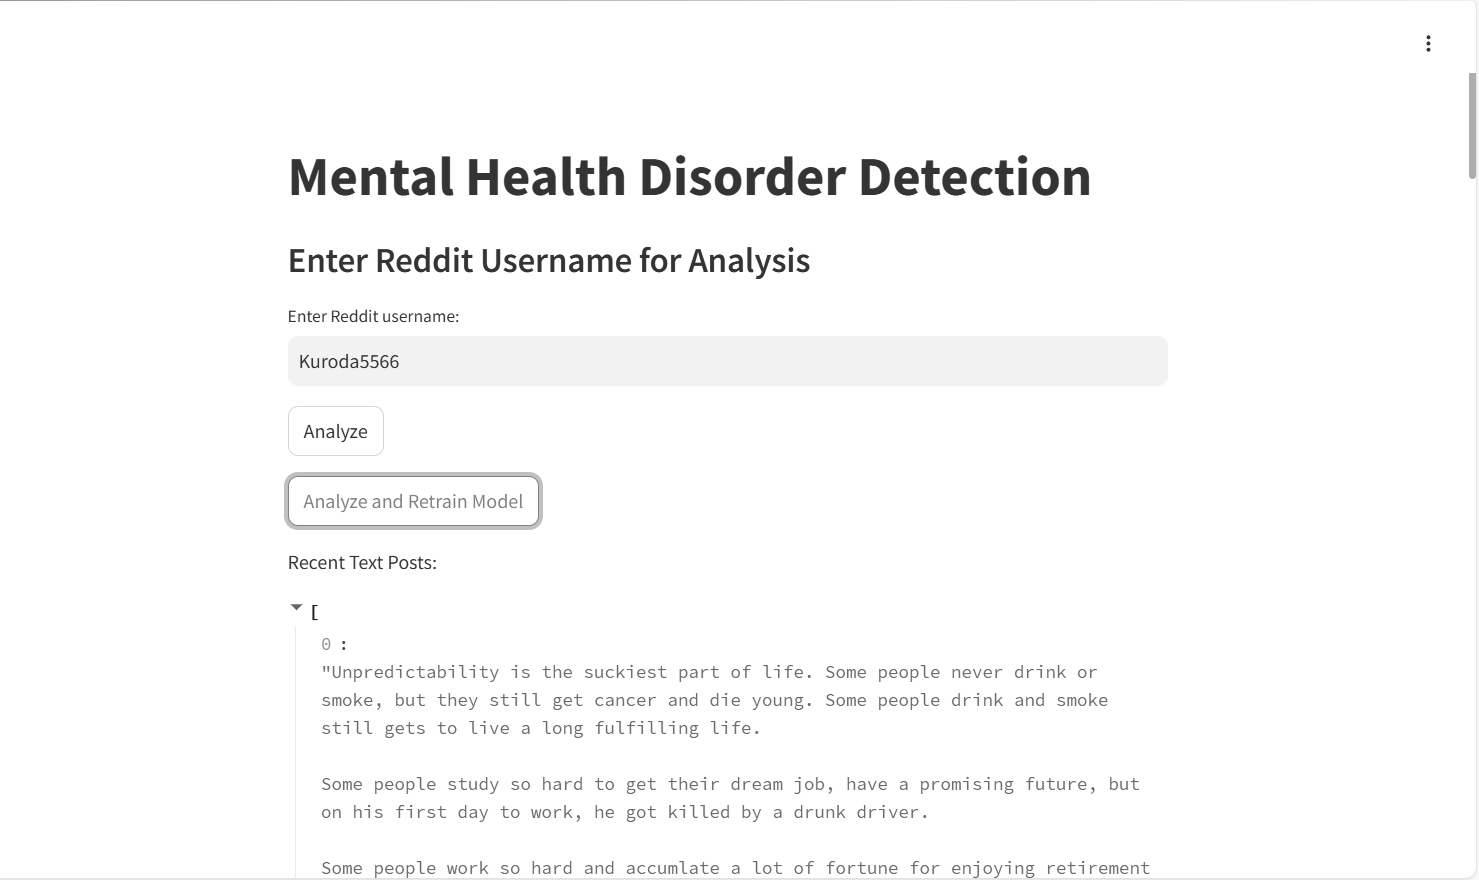 Mental Health Disorder Detection
Enter Reddit Username for Analysis
Enter Reddit username:
Kuroda5566
Analyze
Analyze and Retrain Model
Recent Text Posts:
[
0 :
"Unpredictability is the suckiest part of life. Some people never drink or
smoke, but they still get cancer and die young. Some people drink and smoke
still gets to live a long fulfilling life.
Some people study so hard to get their dream job, have a promising future, but
on his first day to work, he got killed by a drunk driver.
Some people work so hard and accumlate a lot of fortune for enjoying retirement